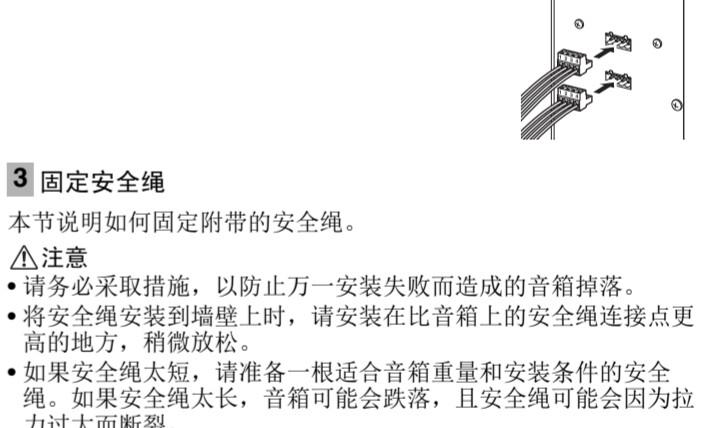 3 固定安全绳
本节说明如何固定附带的安全绳。
⚠注意
• 请务必采取措施，以防止万一安装失败而造成的音箱掉落。
• 将安全绳安装到墙壁上时，请安装在比音箱上的安全绳连接点更
高的地方，稍微放松。
• 如果安全绳太短，请准备一根适合音箱重量和安装条件的安全
绳。如果安全绳太长，音箱可能会跌落，且安全绳可能会因为拉
力过大而断裂。